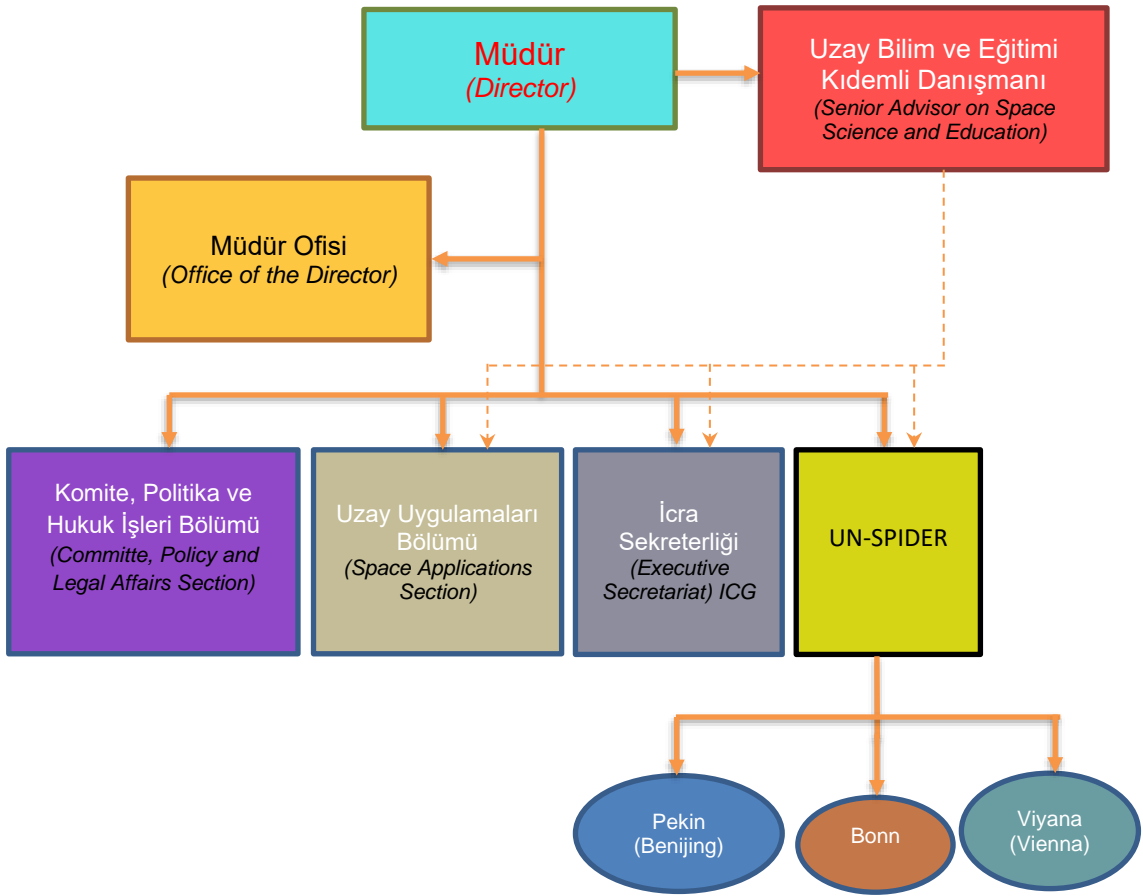 Müdür
(Director)
Uzay Bilim ve Eğitimi
Kıdemli Danışmanı
(Senior Advisor on Space
Science and Education)
Müdür Ofisi
(Office of the Director)
Komite, Politika ve
Hukuk İşleri Bölümü
(Committe, Policy and
Legal Affairs Section)
Uzay Uygulamaları
Bölümü
(Space Applications
Section)
İcra
Sekreterliği
(Executive
Secretariat) ICG
UN-SPIDER
Pekin
(Benijing)
Bonn
Viyana
(Vienna)